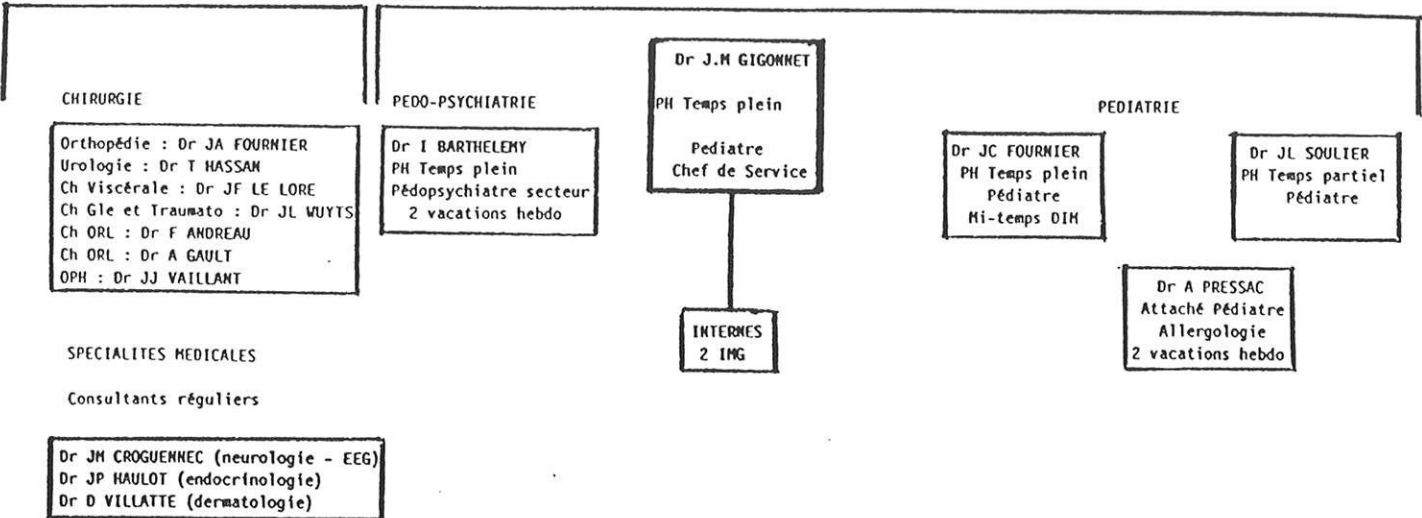 CHIRURGIE
Orthopédie : Dr JA FOURNIER
Urologie : Dr T HASSAN
Ch Viscérale : Dr JF LE LORE
Ch Gle et Traumato : Dr JL WUYTS
Ch ORL : Dr F ANDREAU
Ch ORL : Dr A GAULT
OPH : Dr JJ VAILLANT
SPECIALITES MEDICALES
Consultants réguliers
Dr JM CROGUENNEC (neurologie - EEG)
Dr JP HAULOT (endocrinologie)
Dr D VILLATTE (dermatologie)
PEDO-PSYCHIATRIE
Dr I BARTHELEMY
PH Temps plein
Pédopsychiatre secteur
2 vacations hebdo
Dr J.M GIGONNET
PH Temps plein
Pediatre
Chef de Service
INTERNES
2 IMG
PEDIATRIE
Dr JC FOURNIER
PH Temps plein
Pédiatre
Mi-temps DIM
Dr JL SOULIER
PH Temps partiel
Pédiatre
Dr A PRESSAC
Attaché Pédiatre
Allergologie
2 vacations hebdo